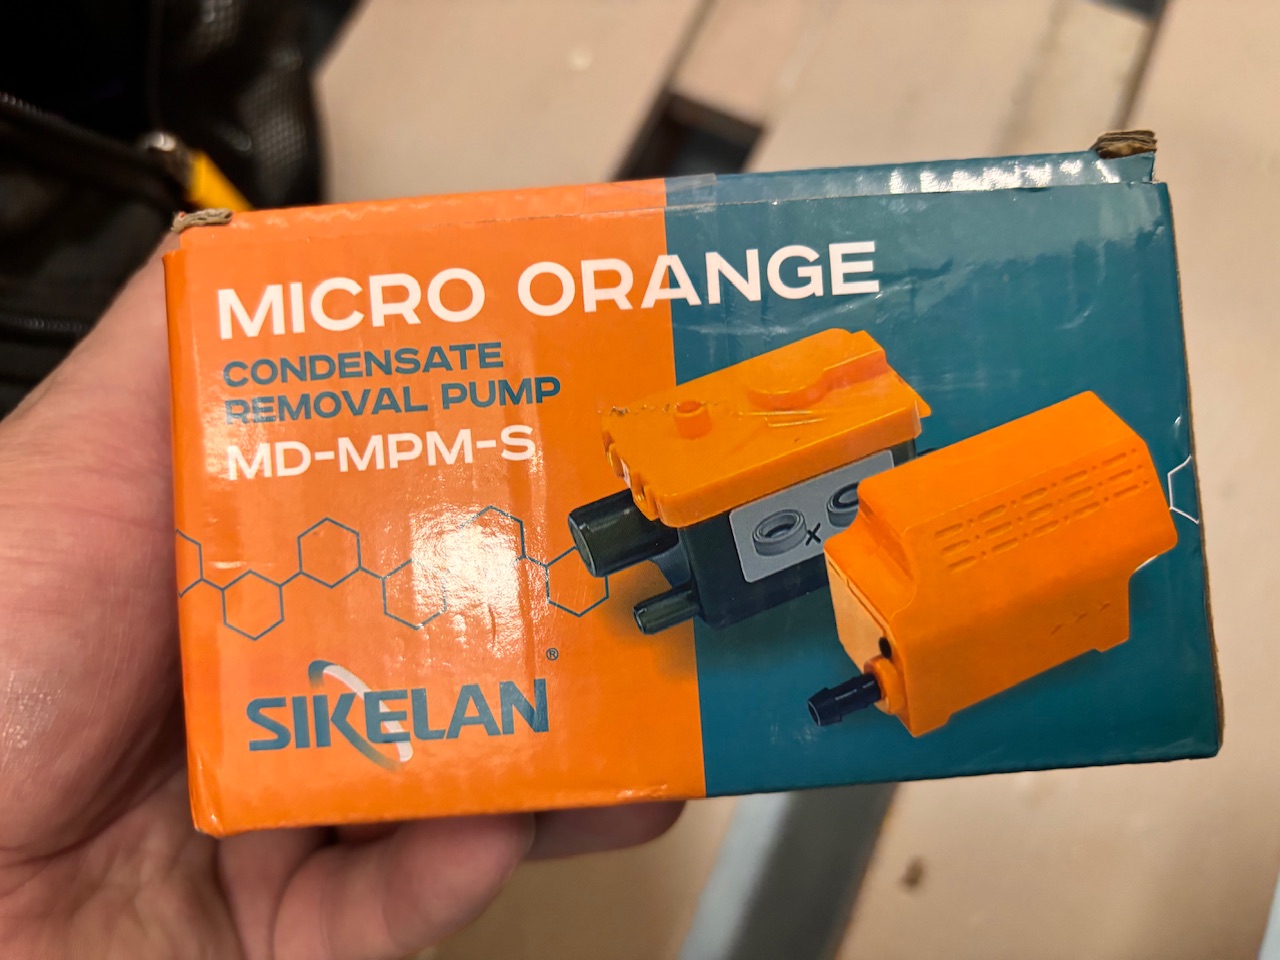 MICRO ORANGE
CONDENSATE
REMOVAL PUMP
MD-MPM-S
x
SIKELAN®